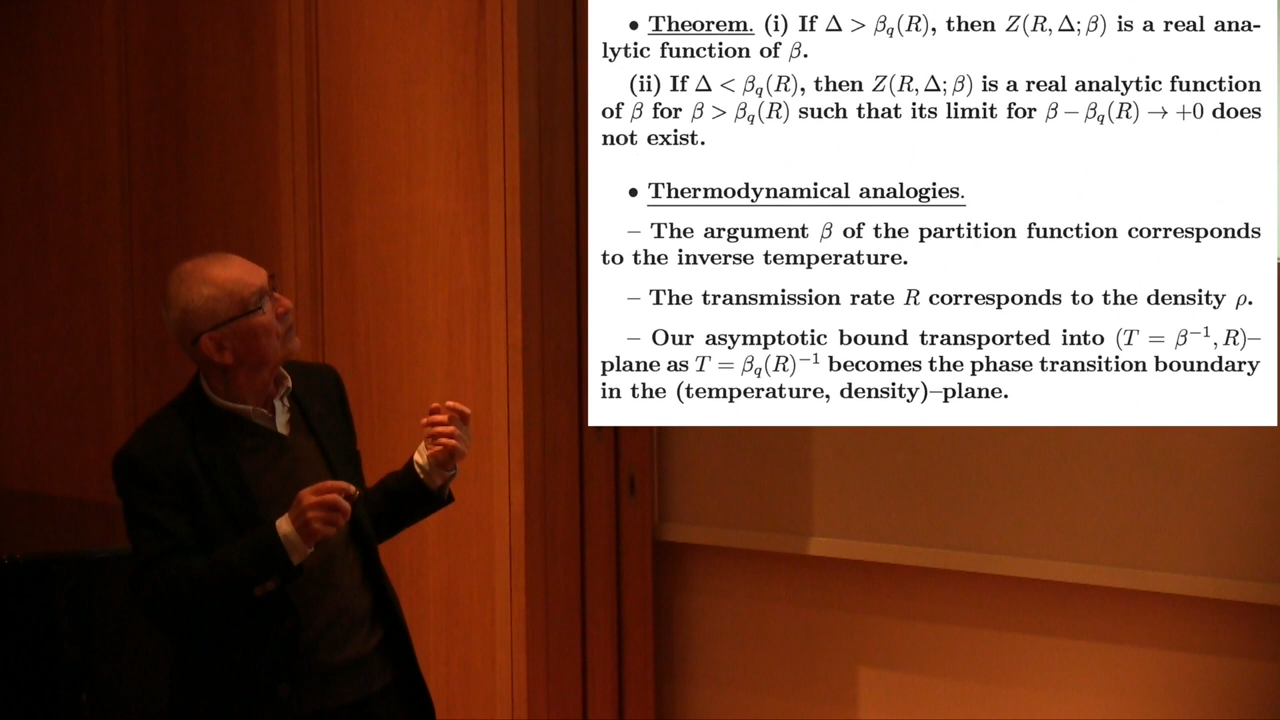 • Theorem. (i) If Δ > β_q(R), then Z(R, Δ; β) is a real ana-
lytic function of β.
(ii) If Δ < β_q(R), then Z(R, Δ; β) is a real analytic function
of β for β > β_q(R) such that its limit for β − β_q(R) → +0 does
not exist.
• Thermodynamical analogies.
– The argument β of the partition function corresponds
to the inverse temperature.
– The transmission rate R corresponds to the density ρ.
– Our asymptotic bound transported into (T = β⁻¹, R)–
plane as T = β_q(R)⁻¹ becomes the phase transition boundary
in the (temperature, density)–plane.